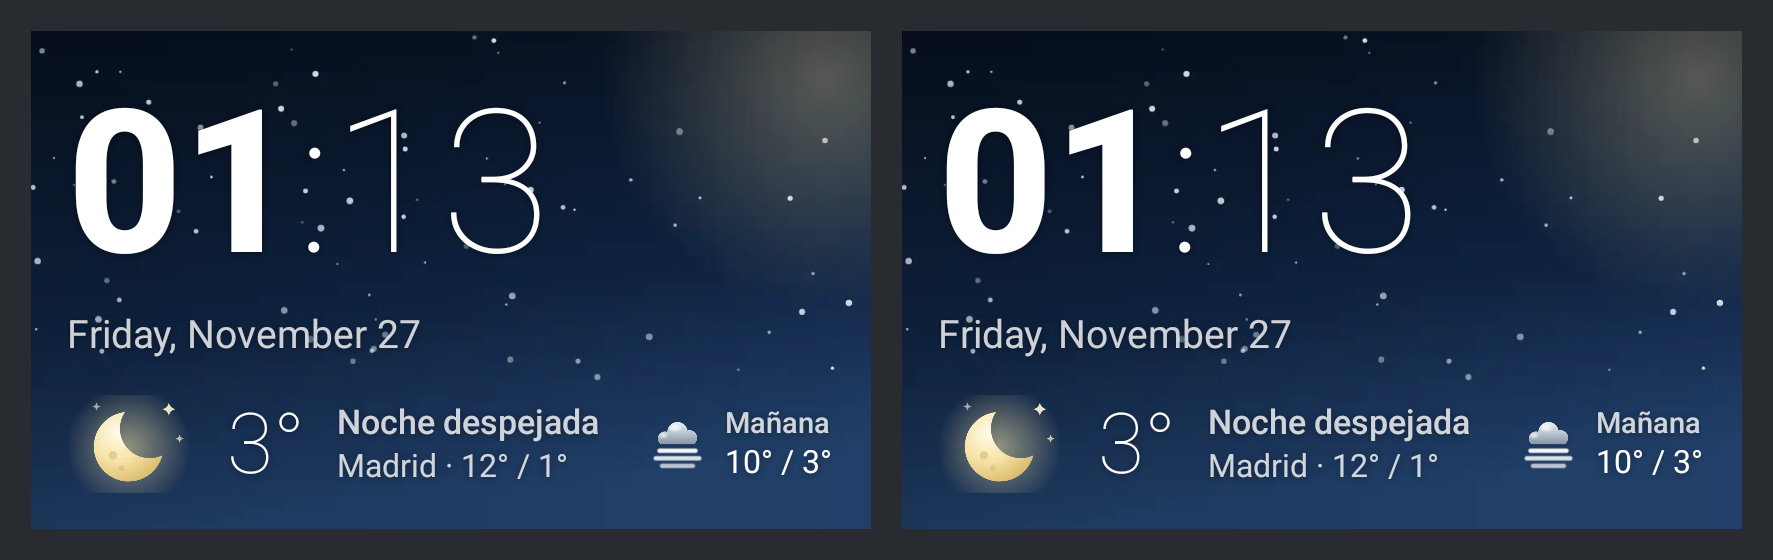 01:13
Friday, November 27
3°
Noche despejada
Madrid · 12° / 1°
Mañana
10° / 3°
01:13
Friday, November 27
3°
Noche despejada
Madrid · 12° / 1°
Mañana
10° / 3°